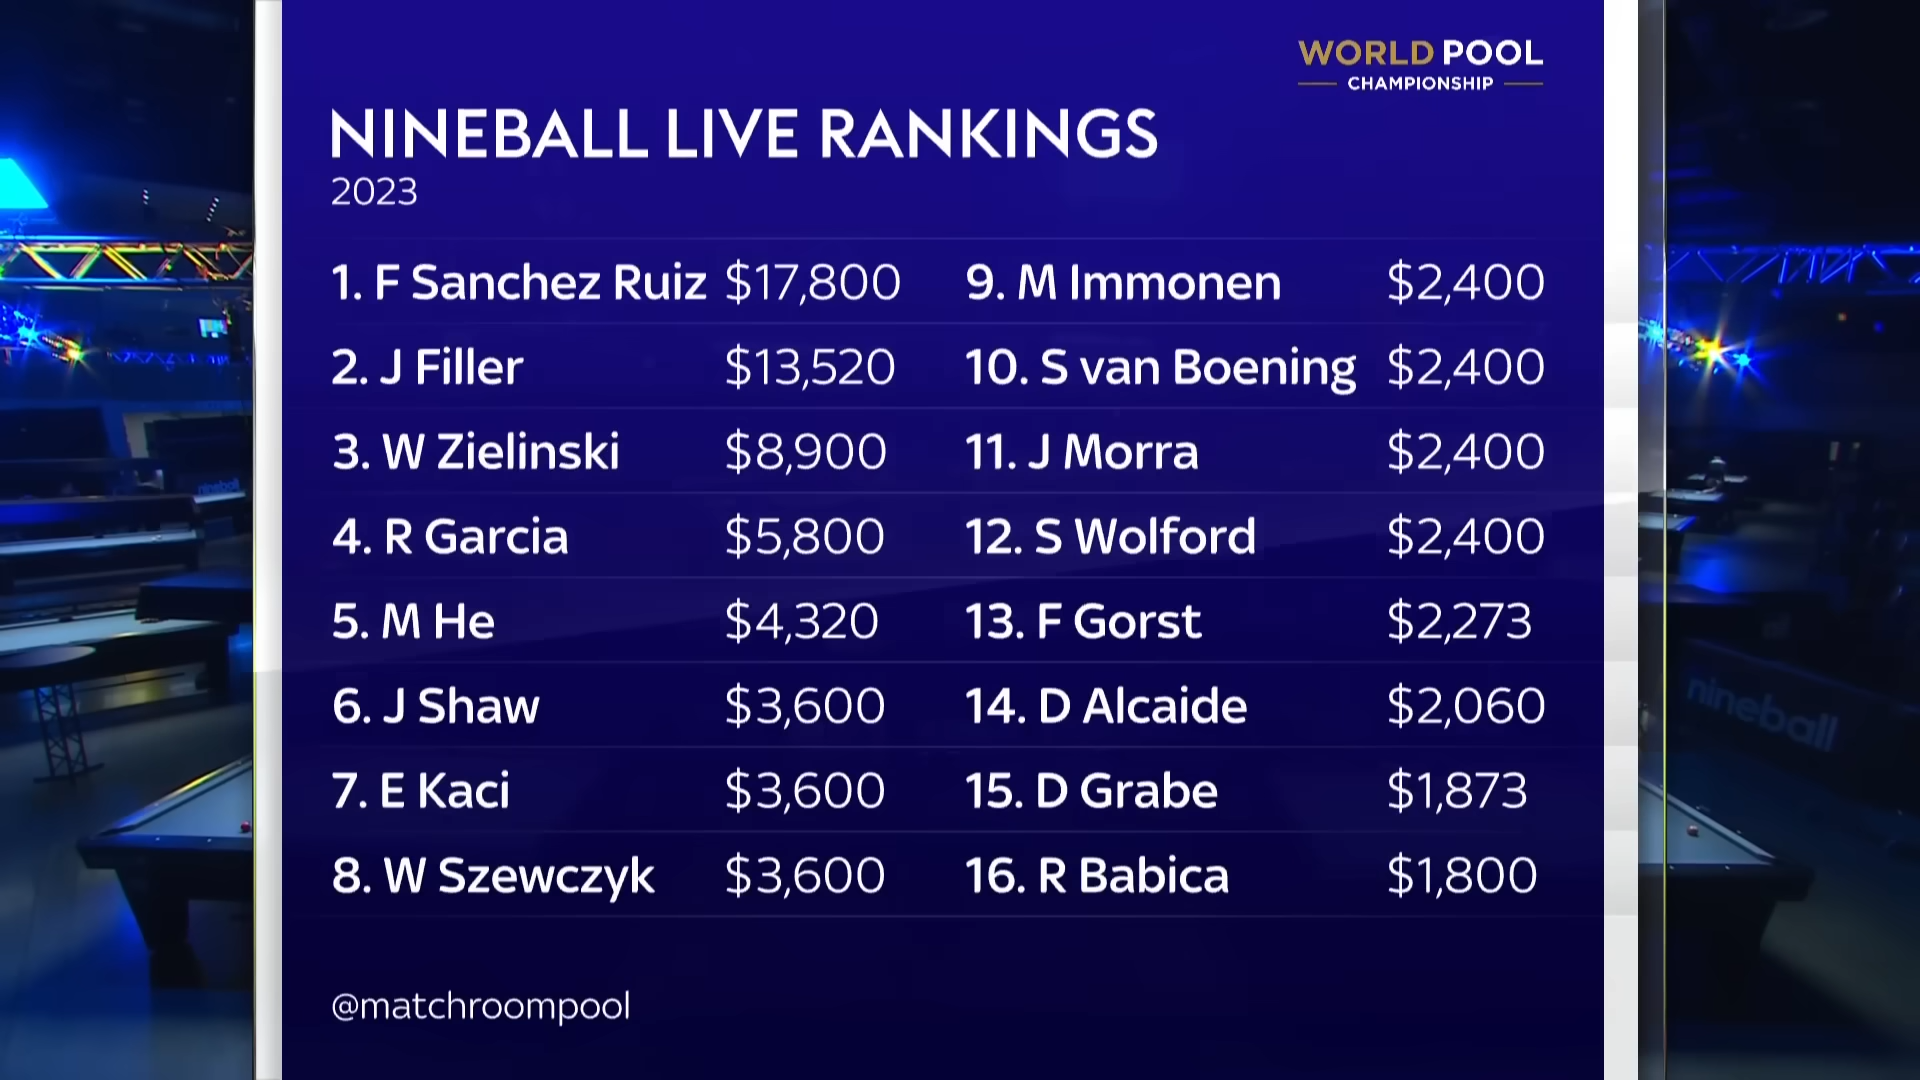 WORLD POOL
CHAMPIONSHIP
NINEBALL LIVE RANKINGS
2023
1. F Sanchez Ruiz $17,800
2. J Filler $13,520
3. W Zielinski $8,900
4. R Garcia $5,800
5. M He $4,320
6. J Shaw $3,600
7. E Kaci $3,600
8. W Szewczyk $3,600
9. M Immonen $2,400
10. S van Boening $2,400
11. J Morra $2,400
12. S Wolford $2,400
13. F Gorst $2,273
14. D Alcaide $2,060
15. D Grabe $1,873
16. R Babica $1,800
@matchroompool
nineball
nineball